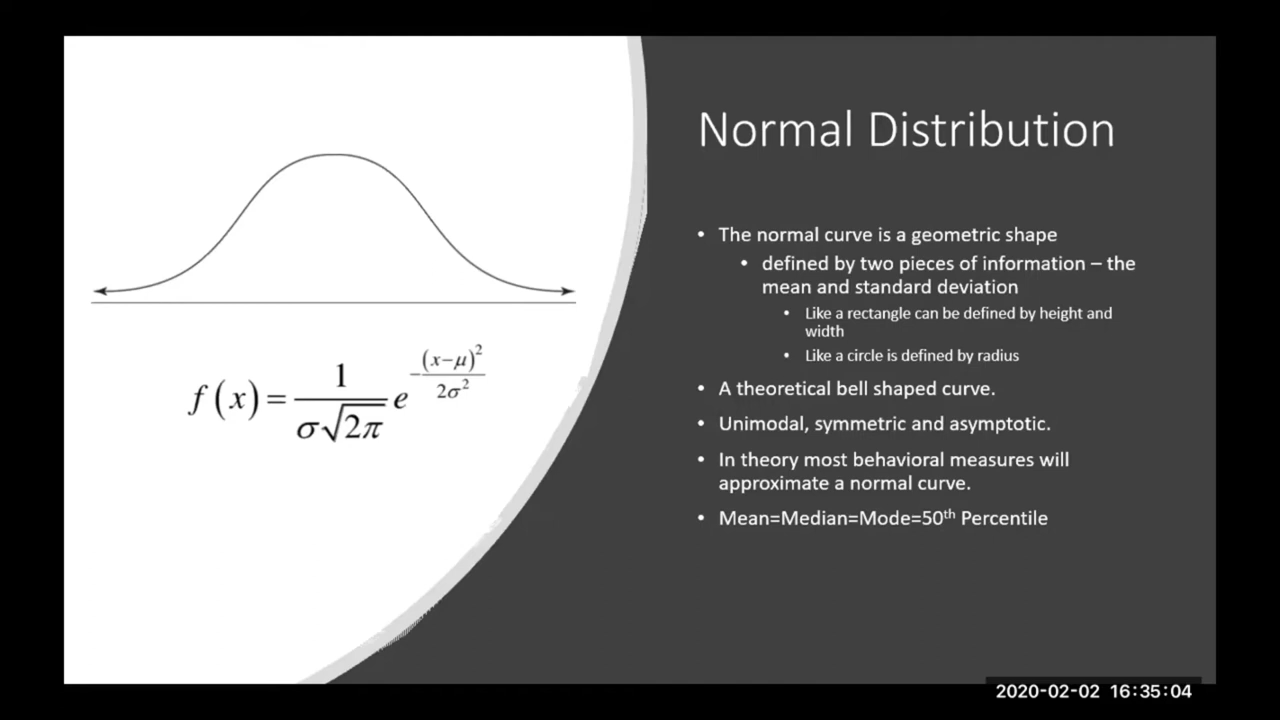 Normal Distribution
• The normal curve is a geometric shape
• defined by two pieces of information – the
mean and standard deviation
• Like a rectangle can be defined by height and
width
• Like a circle is defined by radius
• A theoretical bell shaped curve.
• Unimodal, symmetric and asymptotic.
• In theory most behavioral measures will
approximate a normal curve.
• Mean=Median=Mode=50th Percentile
f(x)=1/(σ√2π) e^−(x−μ)²/2σ²
2020-02-02 16:35:04